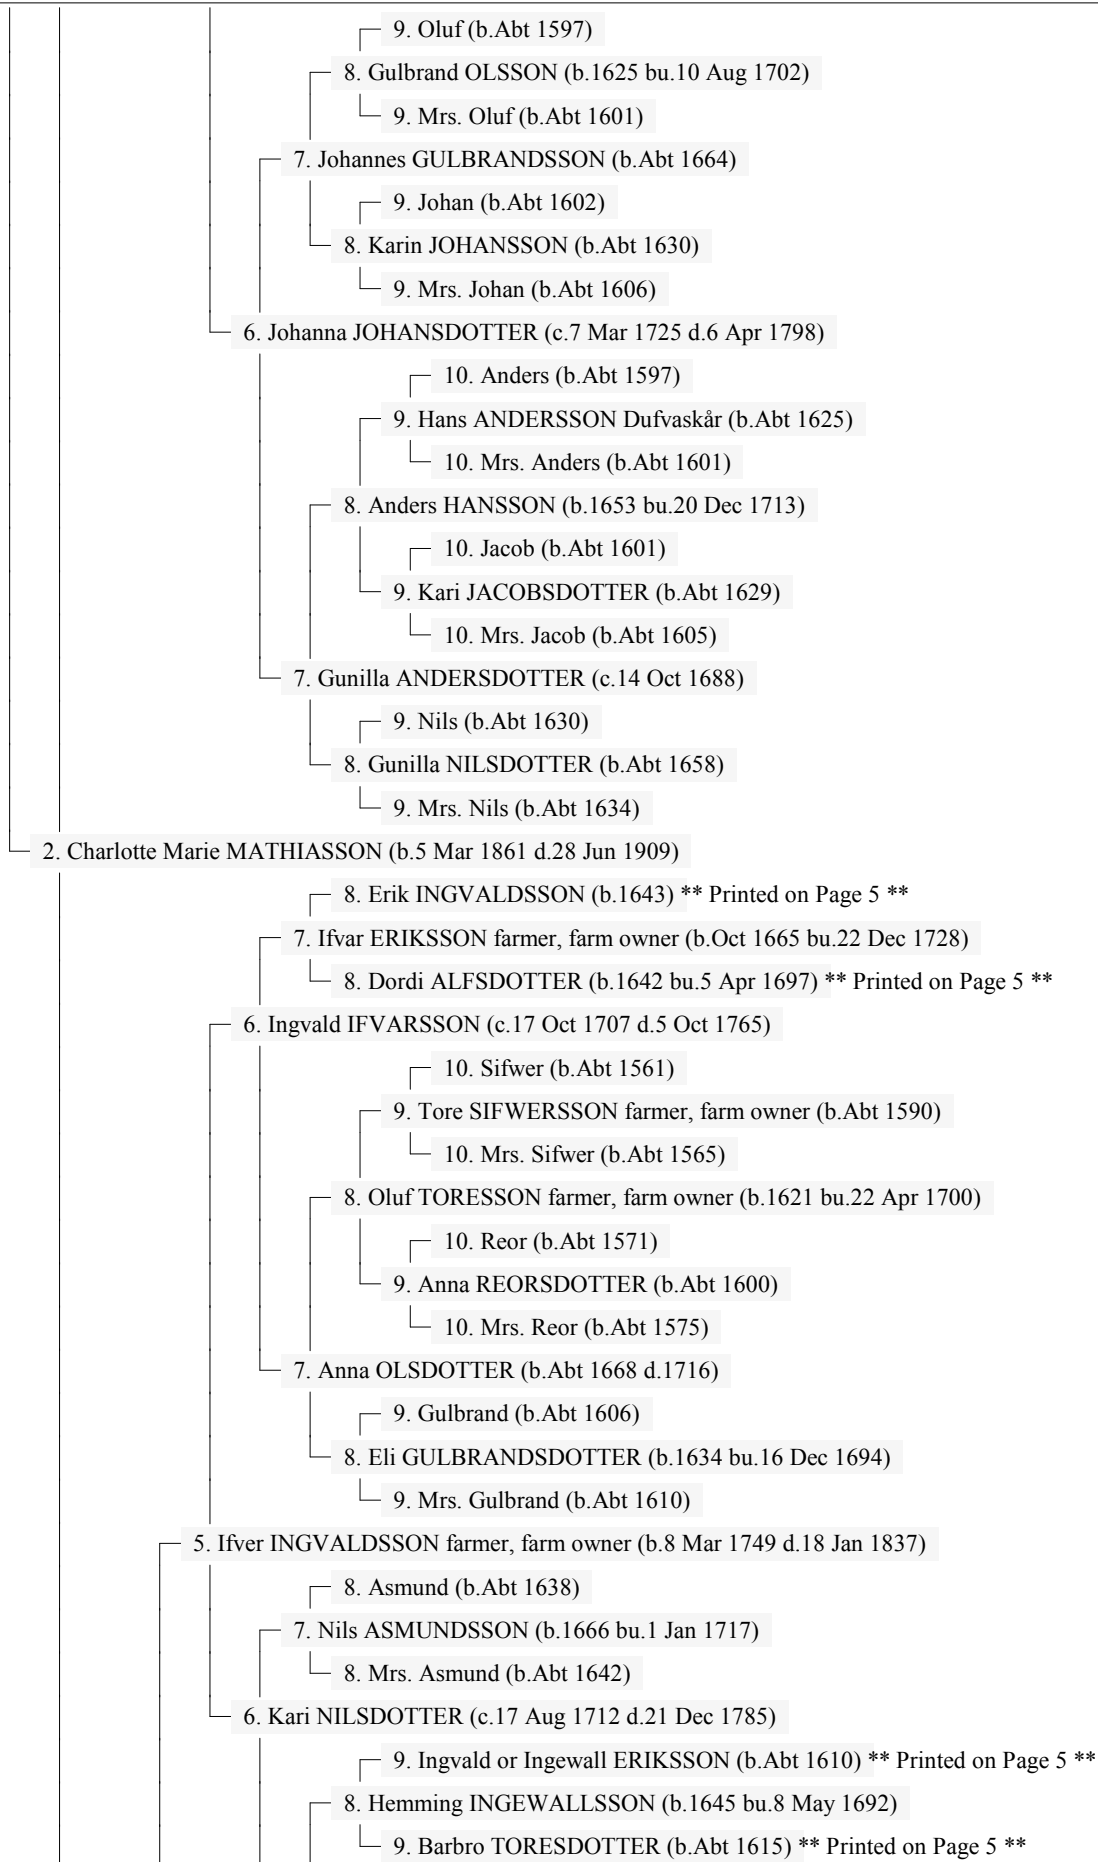 9. Oluf (b.Abt 1597)
8. Gulbrand OLSSON (b.1625 bu.10 Aug 1702)
9. Mrs. Oluf (b.Abt 1601)
7. Johannes GULBRANDSSON (b.Abt 1664)
9. Johan (b.Abt 1602)
8. Karin JOHANSSON (b.Abt 1630)
9. Mrs. Johan (b.Abt 1606)
6. Johanna JOHANSDOTTER (c.7 Mar 1725 d.6 Apr 1798)
10. Anders (b.Abt 1597)
9. Hans ANDERSSON Dufvaskår (b.Abt 1625)
10. Mrs. Anders (b.Abt 1601)
8. Anders HANSSON (b.1653 bu.20 Dec 1713)
10. Jacob (b.Abt 1601)
9. Kari JACOBSDOTTER (b.Abt 1629)
10. Mrs. Jacob (b.Abt 1605)
7. Gunilla ANDERSDOTTER (c.14 Oct 1688)
9. Nils (b.Abt 1630)
8. Gunilla NILSDOTTER (b.Abt 1658)
9. Mrs. Nils (b.Abt 1634)
2. Charlotte Marie MATHIASSON (b.5 Mar 1861 d.28 Jun 1909)
8. Erik INGVALDSSON (b.1643) ** Printed on Page 5 **
7. Ifvar ERIKSSON farmer, farm owner (b.Oct 1665 bu.22 Dec 1728)
8. Dordi ALFSDOTTER (b.1642 bu.5 Apr 1697) ** Printed on Page 5 **
6. Ingvald IFVARSSON (c.17 Oct 1707 d.5 Oct 1765)
10. Sifwer (b.Abt 1561)
9. Tore SIFWERSSON farmer, farm owner (b.Abt 1590)
10. Mrs. Sifwer (b.Abt 1565)
8. Oluf TORESSON farmer, farm owner (b.1621 bu.22 Apr 1700)
10. Reor (b.Abt 1571)
9. Anna REORSDOTTER (b.Abt 1600)
10. Mrs. Reor (b.Abt 1575)
7. Anna OLSDOTTER (b.Abt 1668 d.1716)
9. Gulbrand (b.Abt 1606)
8. Eli GULBRANDSDOTTER (b.1634 bu.16 Dec 1694)
9. Mrs. Gulbrand (b.Abt 1610)
5. Ifver INGVALDSSON farmer, farm owner (b.8 Mar 1749 d.18 Jan 1837)
8. Asmund (b.Abt 1638)
7. Nils ASMUNDSSON (b.1666 bu.1 Jan 1717)
8. Mrs. Asmund (b.Abt 1642)
6. Kari NILSDOTTER (c.17 Aug 1712 d.21 Dec 1785)
9. Ingvald or Ingewall ERIKSSON (b.Abt 1610) ** Printed on Page 5 **
8. Hemming INGEWALLSSON (b.1645 bu.8 May 1692)
9. Barbro TORESDOTTER (b.Abt 1615) ** Printed on Page 5 **